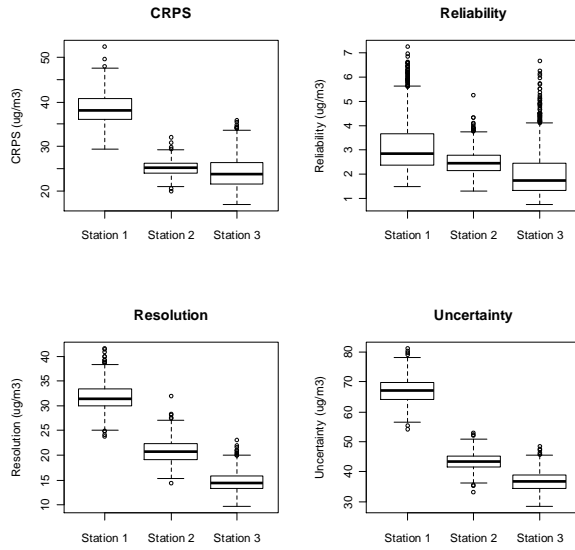 CRPS
CRPS (ug/m3)
50
40
30
20
Station 1 Station 2 Station 3
Reliability
Reliability (ug/m3)
7
6
5
4
3
2
1
Station 1 Station 2 Station 3
Resolution
Resolution (ug/m3)
40
35
30
25
20
15
10
Station 1 Station 2 Station 3
Uncertainty
Uncertainty (ug/m3)
80
70
60
50
40
30
Station 1 Station 2 Station 3